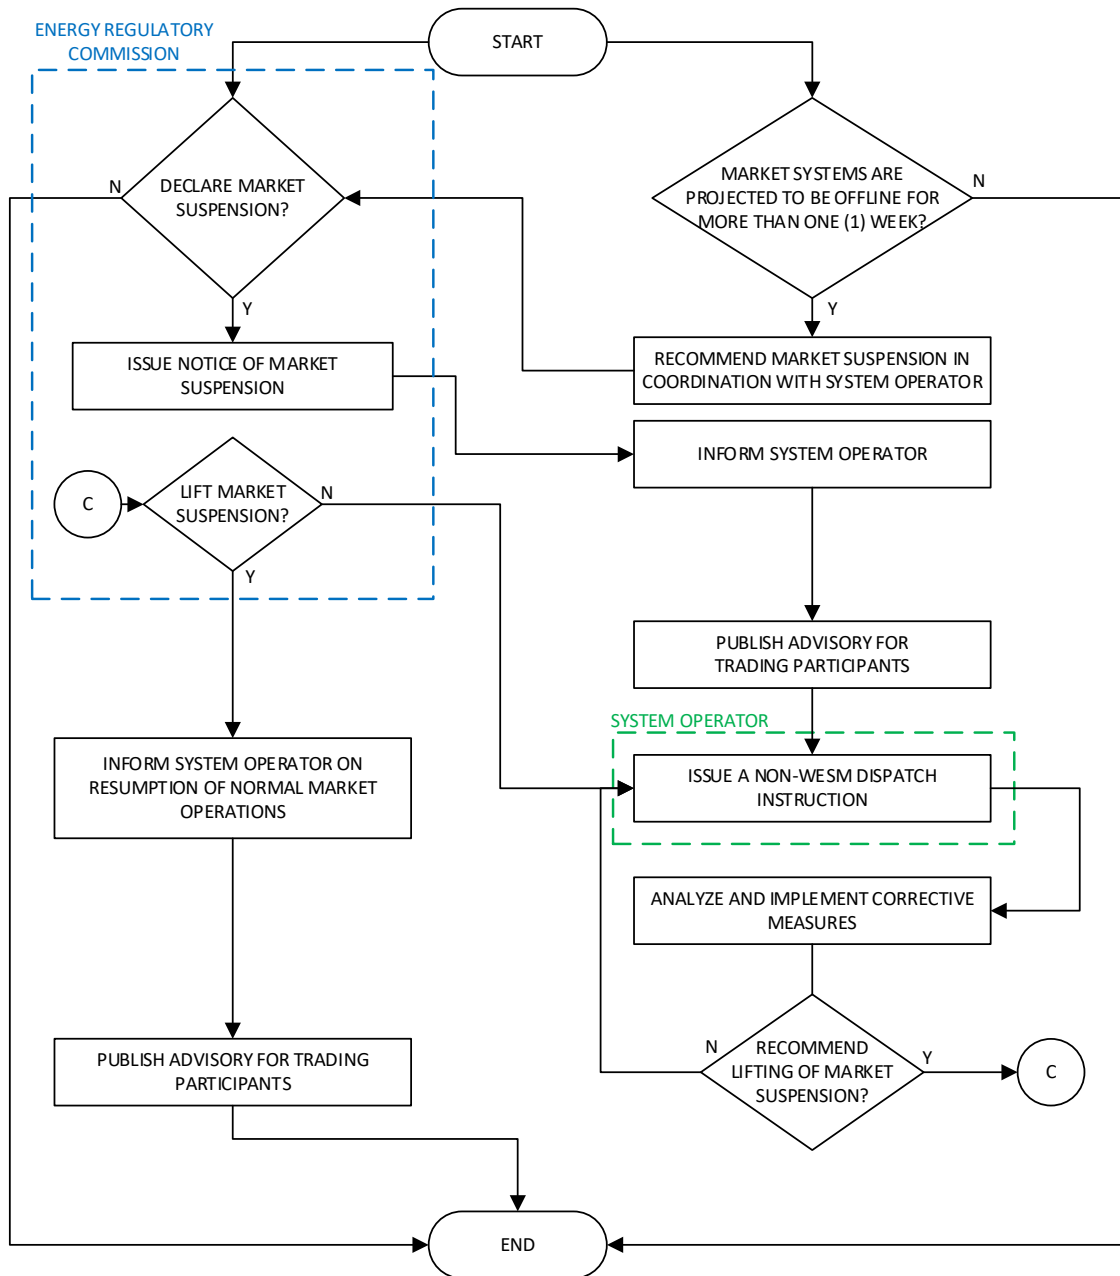 ENERGY REGULATORY
COMMISSION
START
DECLARE MARKET
SUSPENSION?
N
Y
MARKET SYSTEMS ARE
PROJECTED TO BE OFFLINE FOR
MORE THAN ONE (1) WEEK?
N
Y
ISSUE NOTICE OF MARKET
SUSPENSION
RECOMMEND MARKET SUSPENSION IN
COORDINATION WITH SYSTEM OPERATOR
INFORM SYSTEM OPERATOR
C
LIFT MARKET
SUSPENSION?
N
Y
PUBLISH ADVISORY FOR
TRADING PARTICIPANTS
SYSTEM OPERATOR
INFORM SYSTEM OPERATOR ON
RESUMPTION OF NORMAL MARKET
OPERATIONS
ISSUE A NON-WESM DISPATCH
INSTRUCTION
ANALYZE AND IMPLEMENT CORRECTIVE
MEASURES
PUBLISH ADVISORY FOR TRADING
PARTICIPANTS
N
RECOMMEND
LIFTING OF MARKET
SUSPENSION?
Y
C
END